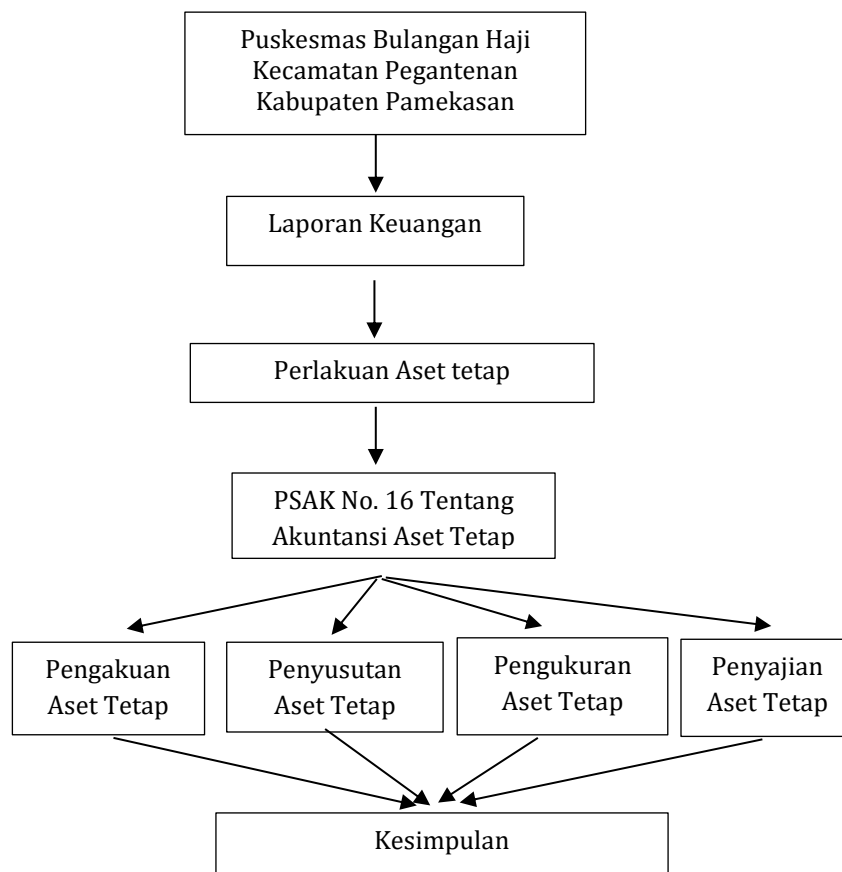 Puskesmas Bulangan Haji
Kecamatan Pegantenan
Kabupaten Pamekasan
Laporan Keuangan
Perlakuan Aset tetap
PSAK No. 16 Tentang
Akuntansi Aset Tetap
Pengakuan
Aset Tetap
Penyusutan
Aset Tetap
Pengukuran
Aset Tetap
Penyajian
Aset Tetap
Kesimpulan